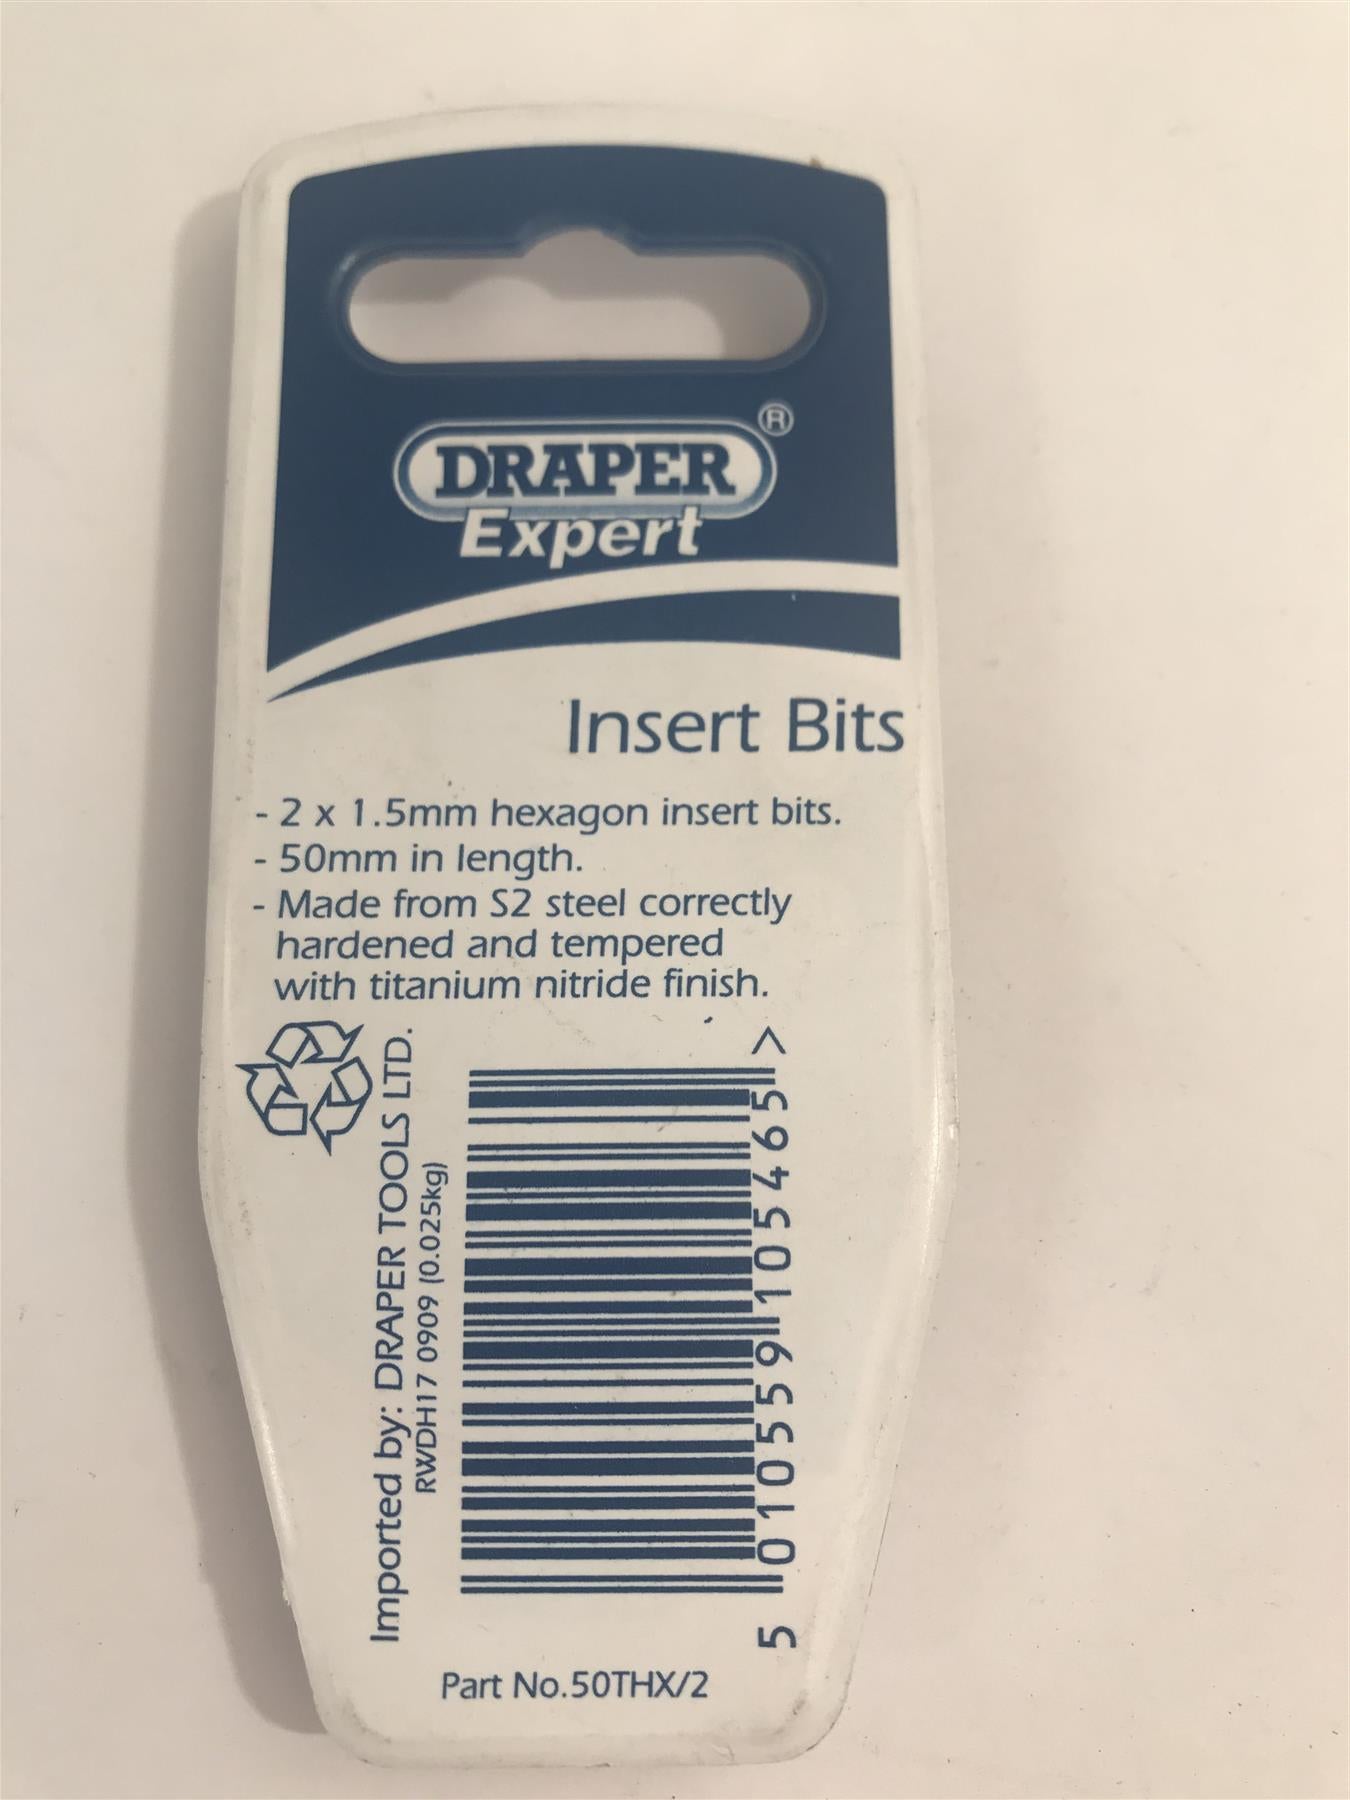 DRAPER®
Expert
Insert Bits
- 2 x 1.5mm hexagon insert bits.
- 50mm in length.
- Made from S2 steel correctly
hardened and tempered
with titanium nitride finish.
Imported by: DRAPER TOOLS LTD.
RWDH17 0909 (0.025kg)
5 010559 105465 >
Part No.50THX/2